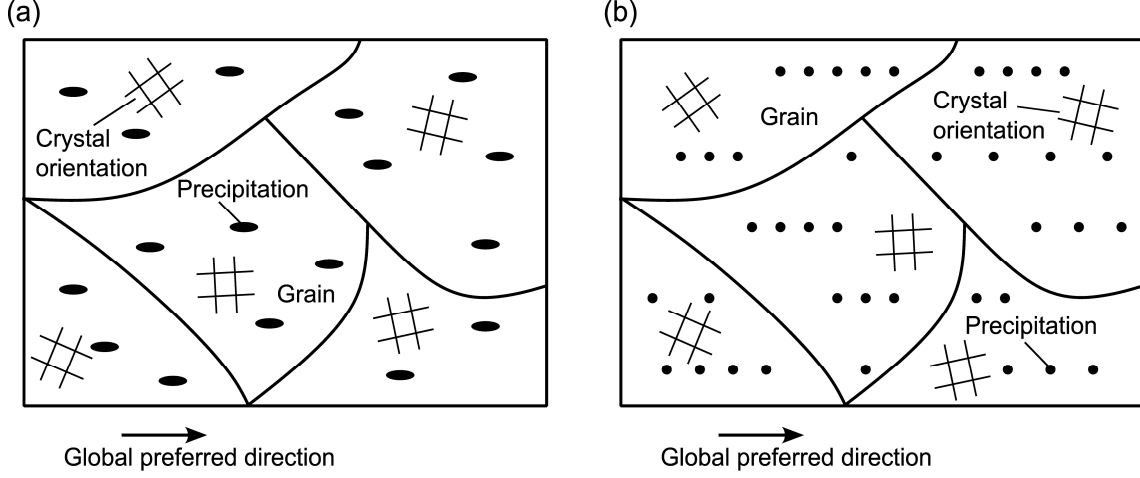 (a)
Crystal
orientation
Precipitation
Grain
Global preferred direction
(b)
Grain
Crystal
orientation
Precipitation
Global preferred direction